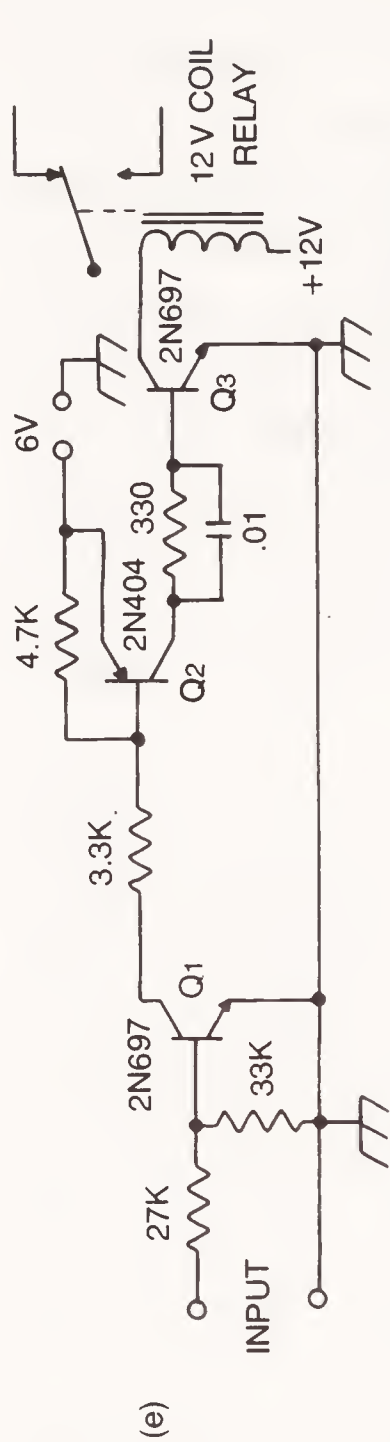 (e)
INPUT
27K
33K
2N697
Q1
3.3K
4.7K
6V
2N404
Q2
330
.01
2N697
Q3
+12V
12 V COIL
RELAY